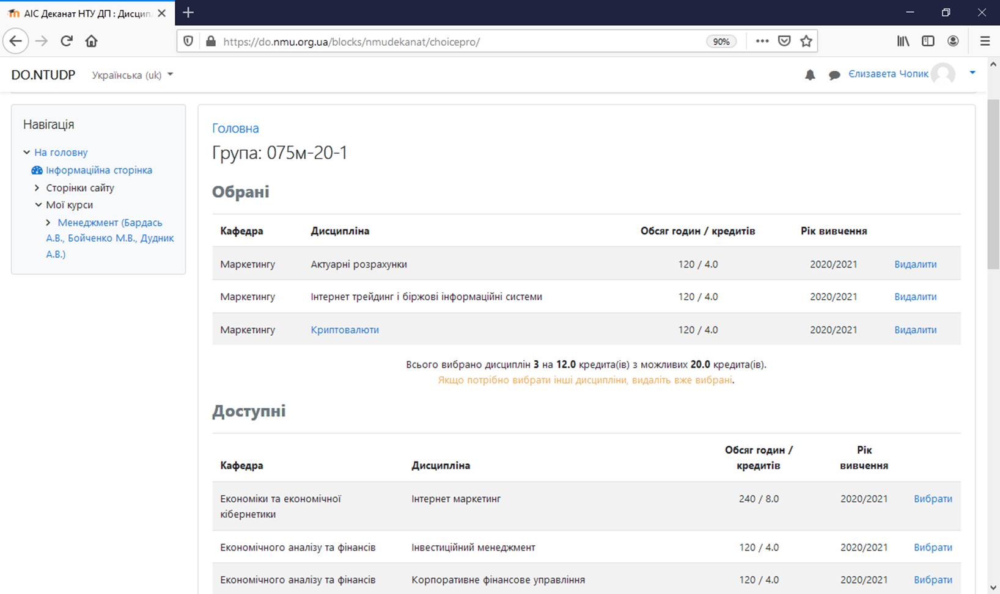 АІС Деканат НТУ ДП : Дисцип
https://do.nmu.org.ua/blocks/nmudekanat/choicepro/
90%
DO.NTUDP
Українська (uk)
Єлизавета Чопик
Навігація
На головну
Інформаційна сторінка
Сторінки сайту
Мої курси
Менеджмент (Бардась
А.В., Бойченко М.В., Дудник
А.В.)
Головна
Група: 075м-20-1
Обрані
Кафедра Дисципліна Обсяг годин / кредитів Рік вивчення
Маркетингу Актуарні розрахунки 120 / 4.0 2020/2021 Видалити
Маркетингу Інтернет трейдинг і біржові інформаційні системи 120 / 4.0 2020/2021 Видалити
Маркетингу Криптовалюти 120 / 4.0 2020/2021 Видалити
Всього вибрано дисциплін 3 на 12.0 кредита(ів) з можливих 20.0 кредита(ів).
Якщо потрібно вибрати інші дисципліни, видаліть вже вибрані.
Доступні
Обсяг годин / Рік
Кафедра Дисципліна кредитів вивчення
Економіки та економічної Інтернет маркетинг 240 / 8.0 2020/2021 Вибрати
кібернетики
Економічного аналізу та фінансів Інвестиційний менеджмент 120 / 4.0 2020/2021 Вибрати
Економічного аналізу та фінансів Корпоративне фінансове управління 120 / 4.0 2020/2021 Вибрати